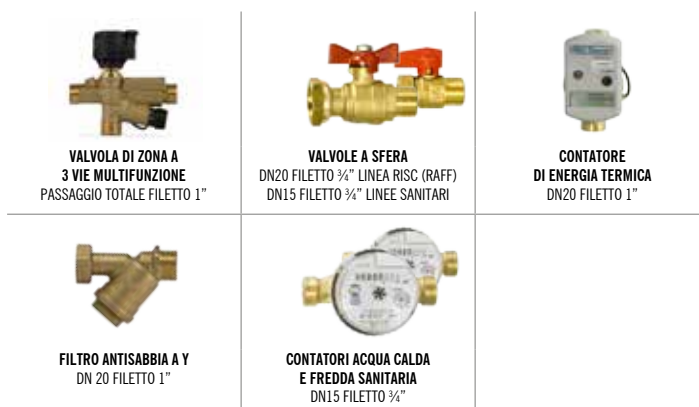 VALVOLA DI ZONA A
3 VIE MULTIFUNZIONE
PASSAGGIO TOTALE FILETTO 1”
VALVOLE A SFERA
DN20 FILETTO ¾” LINEA RISC (RAFF)
DN15 FILETTO ¾” LINEE SANITARI
CONTATORE
DI ENERGIA TERMICA
DN20 FILETTO 1”
FILTRO ANTISABBIA A Y
DN 20 FILETTO 1”
CONTATORI ACQUA CALDA
E FREDDA SANITARIA
DN15 FILETTO ¾”